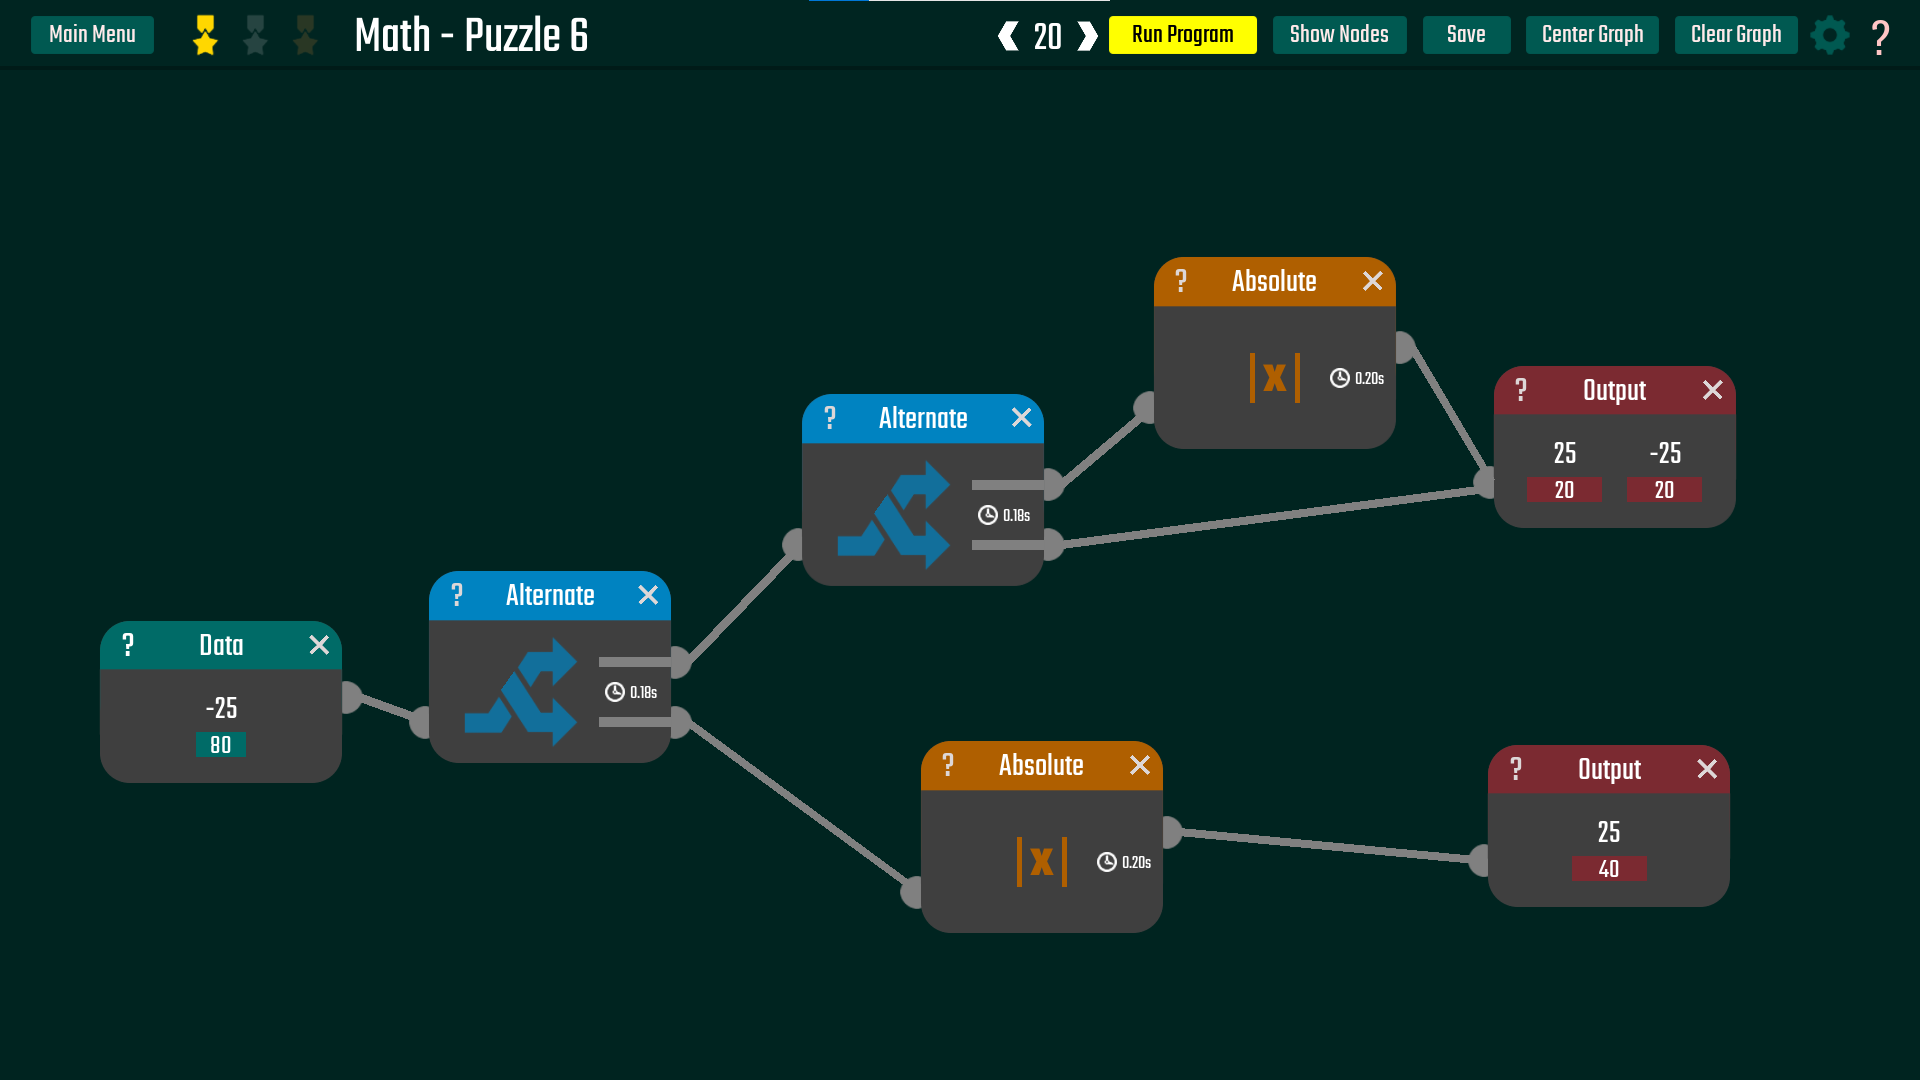 Main Menu
Math - Puzzle 6
20
Run Program
Show Nodes
Save
Center Graph
Clear Graph
?
? Absolute
|x|
0.20s
? Output
25 -25
20 20
? Alternate
0.18s
? Alternate
0.18s
? Data
-25
80
? Absolute
|x|
0.20s
? Output
25
40